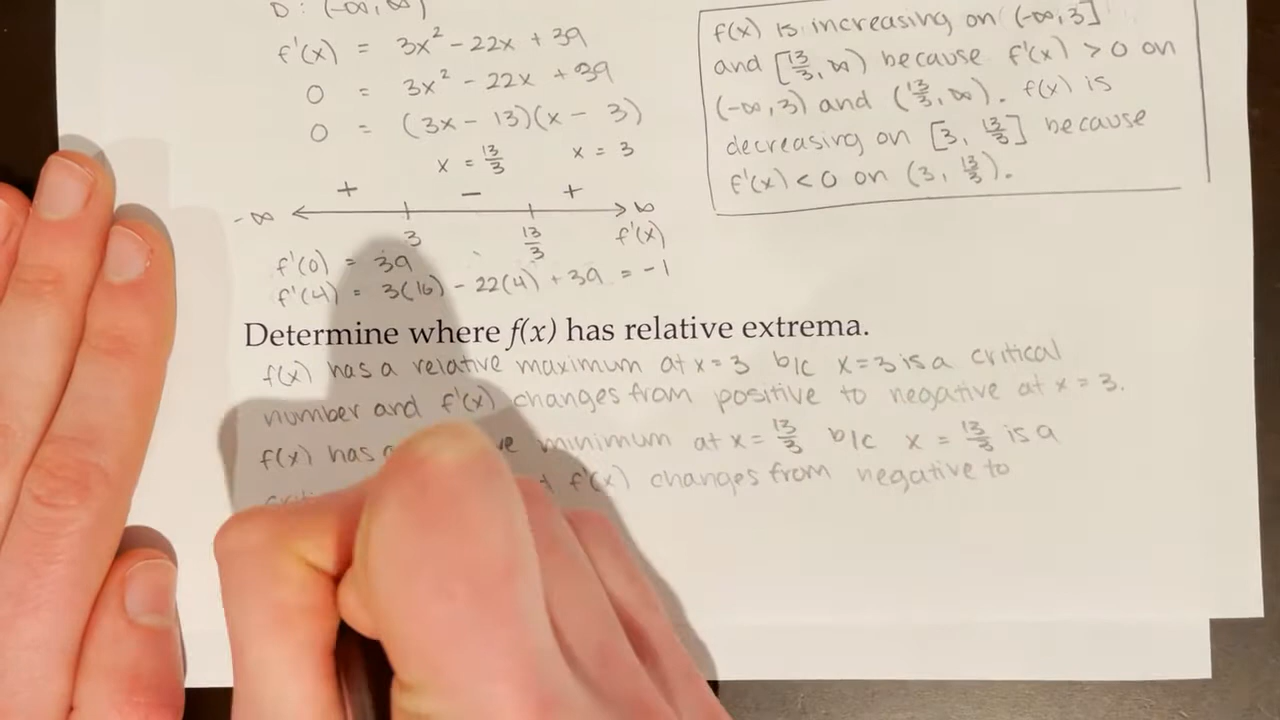 D : (-∞, ∞)
f'(x) = 3x² - 22x + 39
0 = 3x² - 22x + 39
0 = (3x - 13)(x - 3)
x = 13/3 x = 3
+ - +
-∞ ∞
3 13/3 f'(x)
f'(0) = 39
f'(4) = 3(16) - 22(4) + 39 = -1
f(x) is increasing on (-∞, 3]
and [13/3, ∞) because f'(x) > 0 on
(-∞, 3) and (13/3, ∞). f(x) is
decreasing on [3, 13/3] because
f'(x) < 0 on (3, 13/3).
Determine where f(x) has relative extrema.
f(x) has a relative maximum at x = 3 b/c x = 3 is a critical
number and f'(x) changes from positive to negative at x = 3.
f(x) has minimum at x = 13/3 b/c x = 13/3 is a
f'(x) changes from negative to